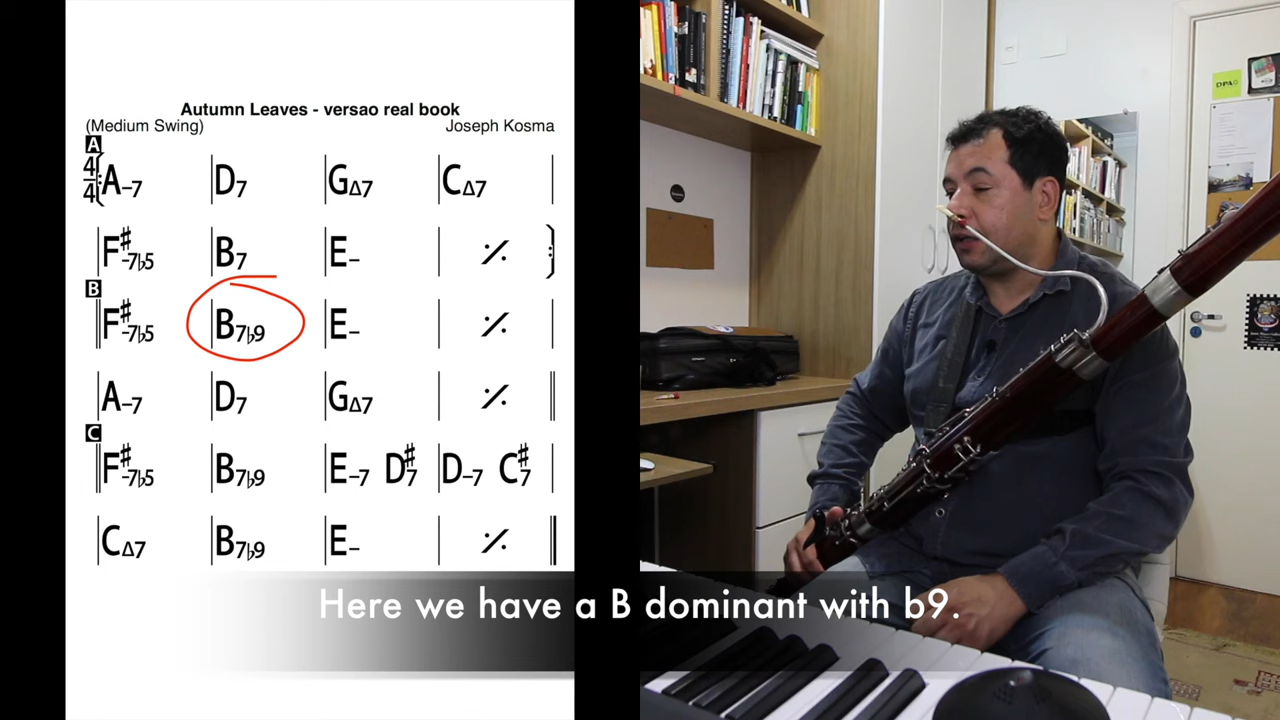 Autumn Leaves - versao real book
(Medium Swing) Joseph Kosma
A
4/4 A-7 D7 GΔ7 CΔ7
F#-7b5 B7 E- ٪
B
F#-7b5 B7b9 E- ٪
A-7 D7 GΔ7 ٪
C
F#-7b5 B7b9 E-7 D#7 D-7 C#7
CΔ7 B7b9 E- ٪
Here we have a B dominant with b9.
DPA